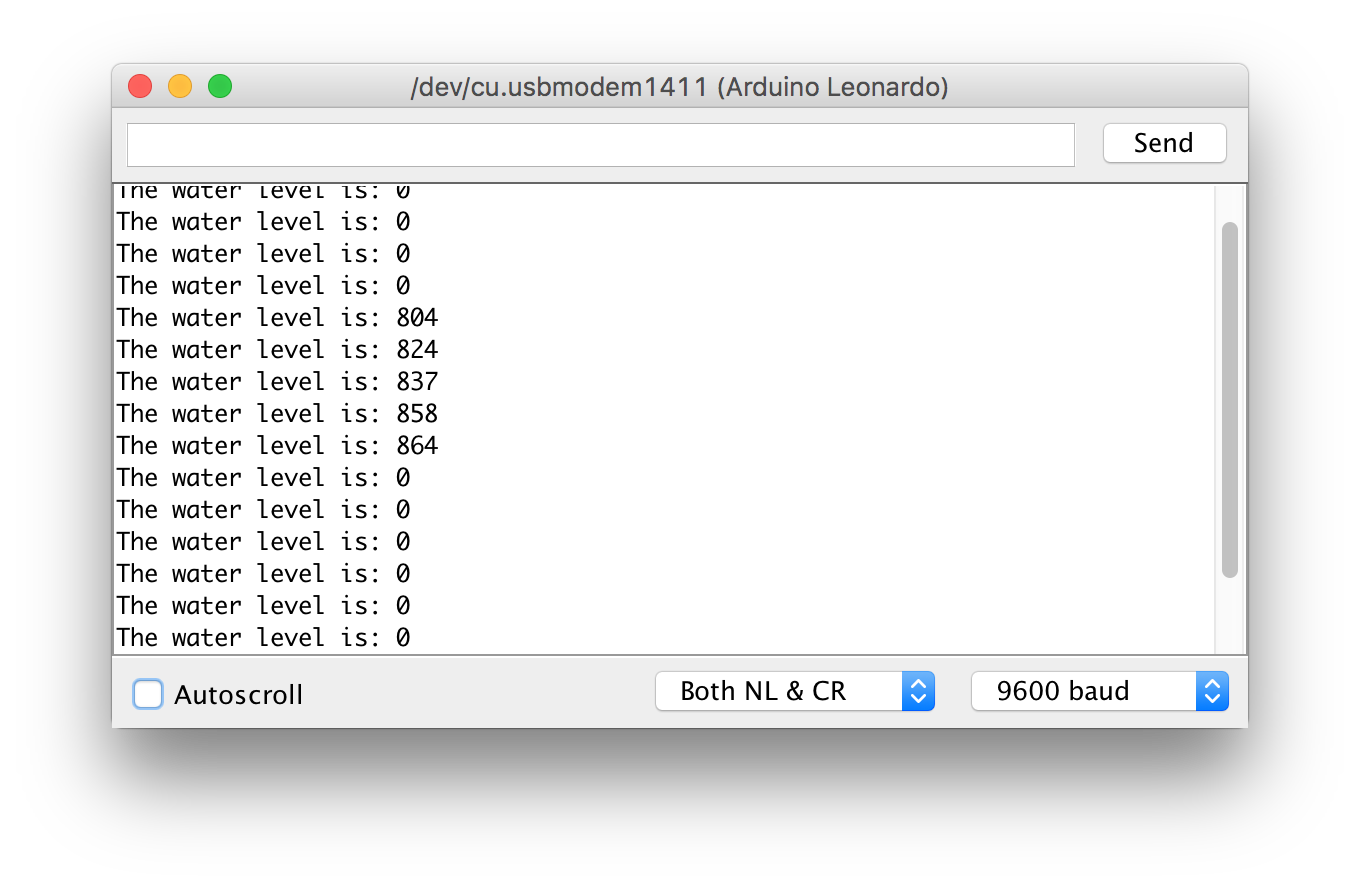 /dev/cu.usbmodem1411 (Arduino Leonardo)
Send
The water level is: 0
The water level is: 0
The water level is: 0
The water level is: 0
The water level is: 804
The water level is: 824
The water level is: 837
The water level is: 858
The water level is: 864
The water level is: 0
The water level is: 0
The water level is: 0
The water level is: 0
The water level is: 0
The water level is: 0
Autoscroll
Both NL & CR
9600 baud